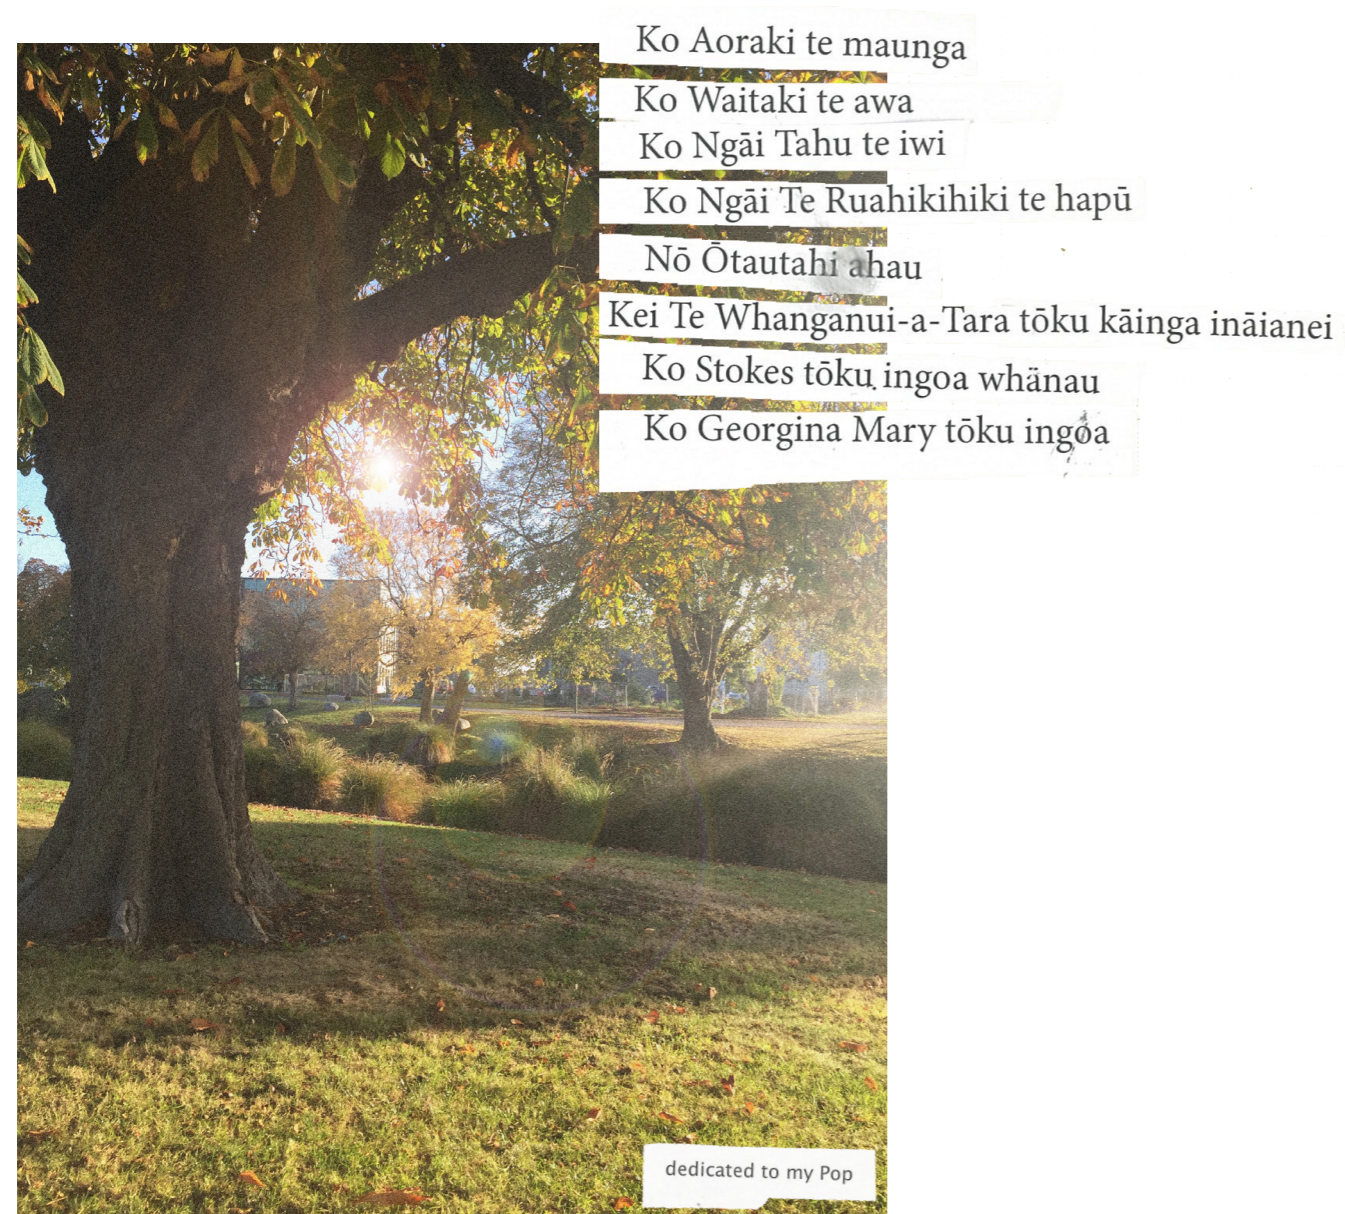 Ko Aoraki te maunga
Ko Waitaki te awa
Ko Ngāi Tahu te iwi
Ko Ngāi Te Ruahikihiki te hapū
Nō Ōtautahi ahau
Kei Te Whanganui-a-Tara tōku kāinga ināianei
Ko Stokes tōku ingoa whānau
Ko Georgina Mary tōku ingoa
dedicated to my Pop